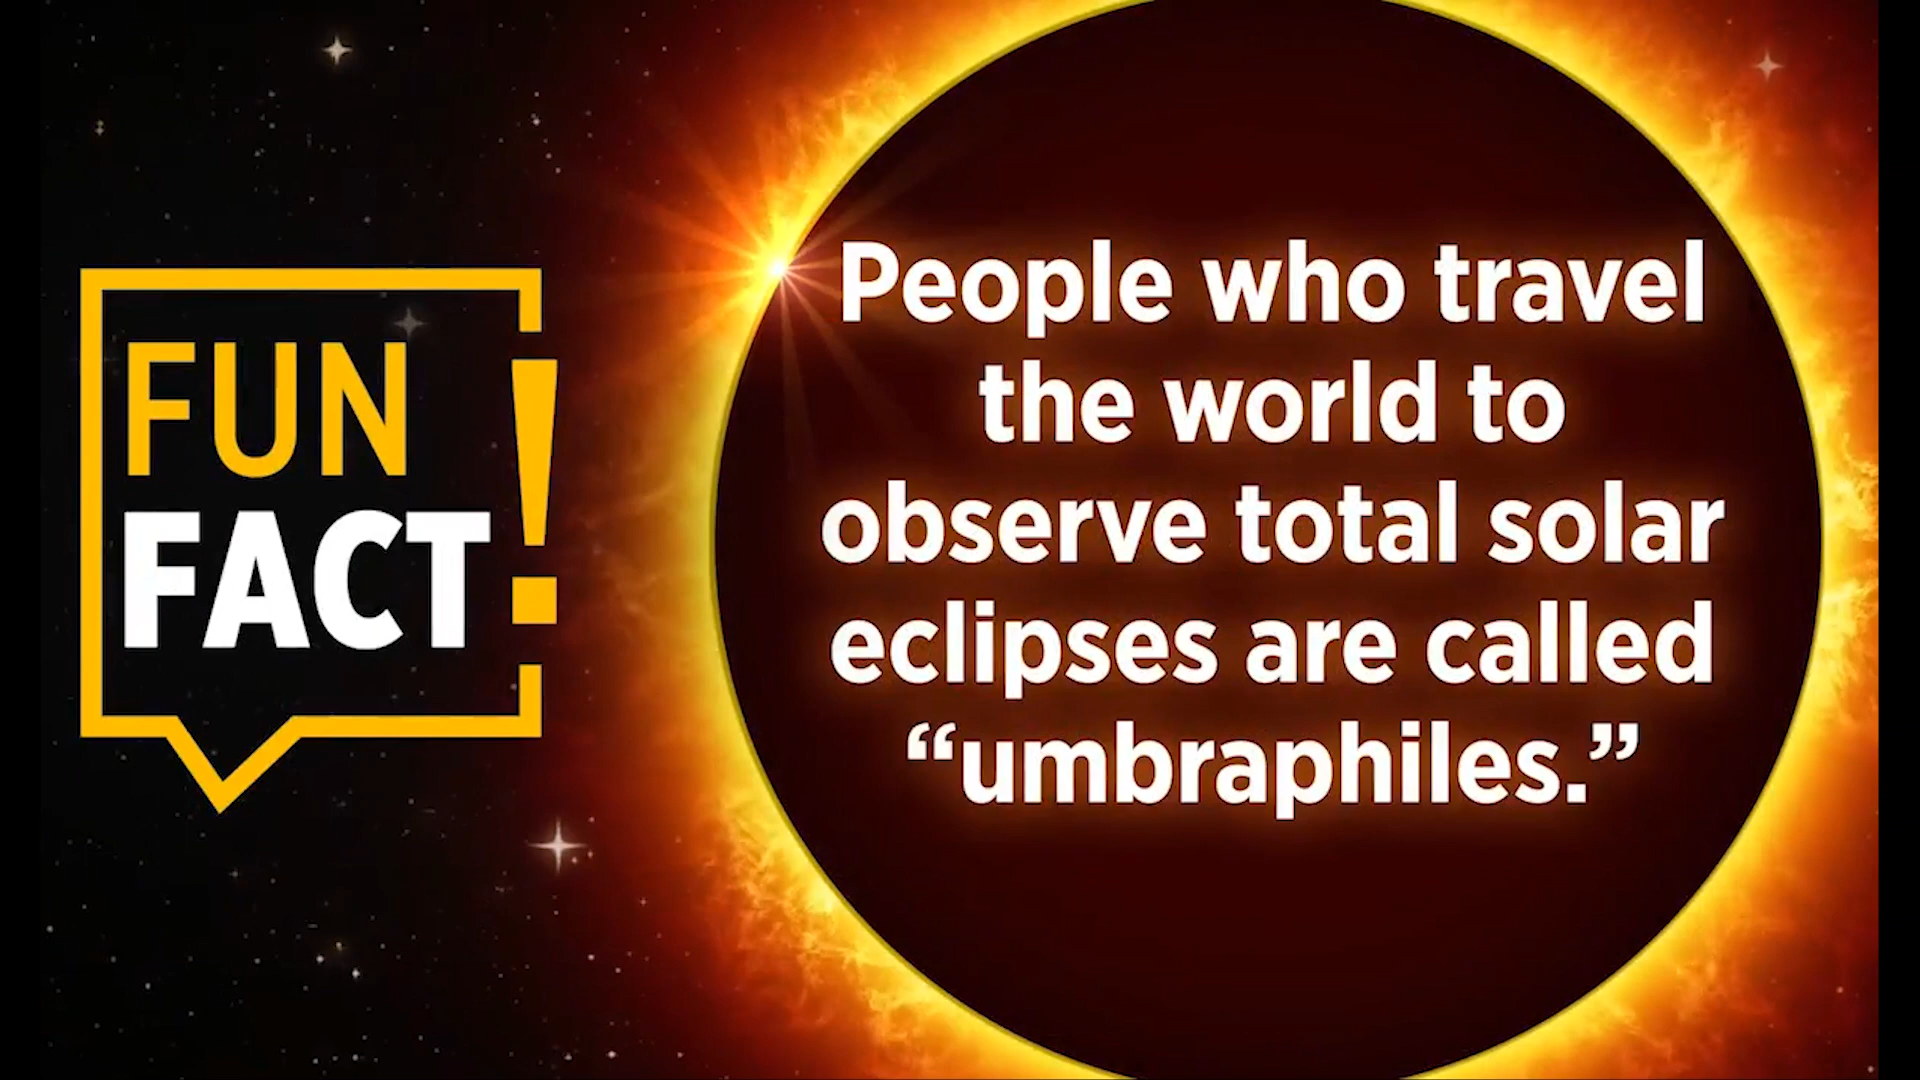 FUN
FACT!
People who travel
the world to
observe total solar
eclipses are called
“umbraphiles.”